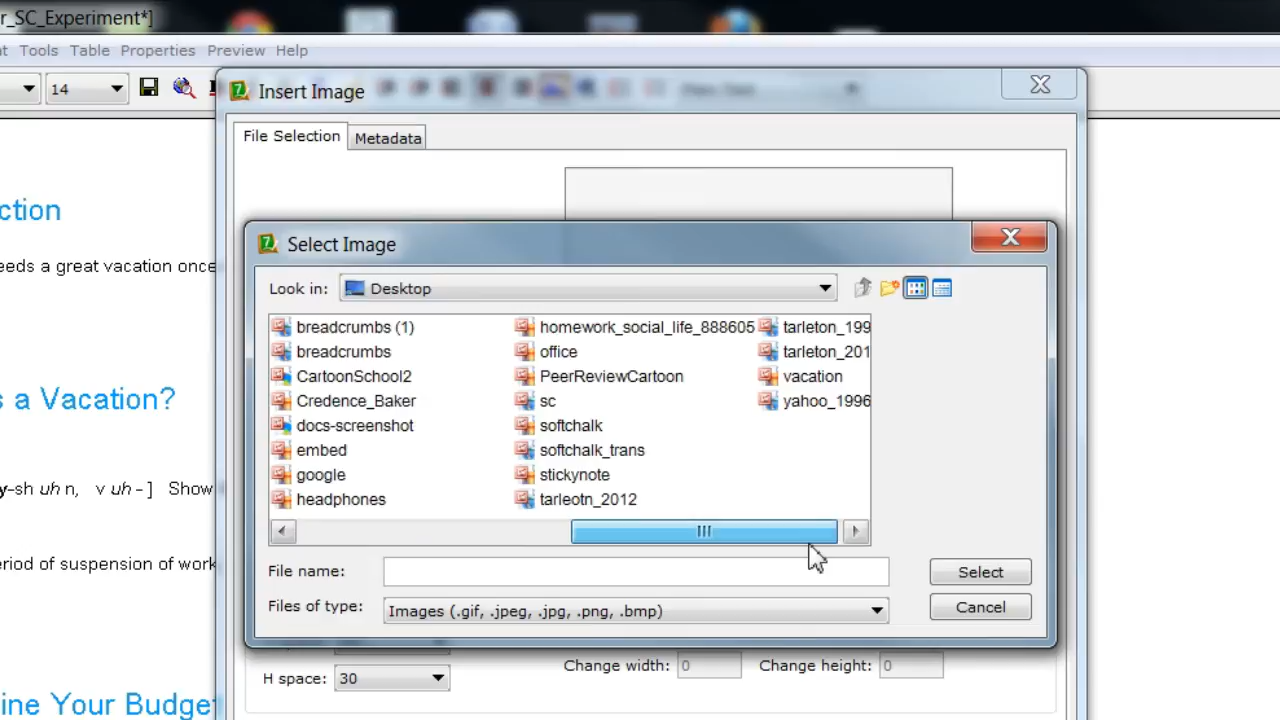 r_SC_Experiment*]
t Tools Table Properties Preview Help
14
Insert Image
File Selection
Metadata
ction
eeds a great vacation once
s a Vacation?
y-sh uh n, v uh - ] Show
eriod of suspension of work
ine Your Budge
Select Image
Look in: Desktop
breadcrumbs (1)
breadcrumbs
CartoonSchool2
Credence_Baker
docs-screenshot
embed
google
headphones
homework_social_life_888605
office
PeerReviewCartoon
sc
softchalk
softchalk_trans
stickynote
tarleotn_2012
tarleton_199
tarleton_201
vacation
yahoo_1996
File name:
Select
Files of type: Images (.gif, .jpeg, .jpg, .png, .bmp)
Cancel
H space: 30
Change width: 0
Change height: 0